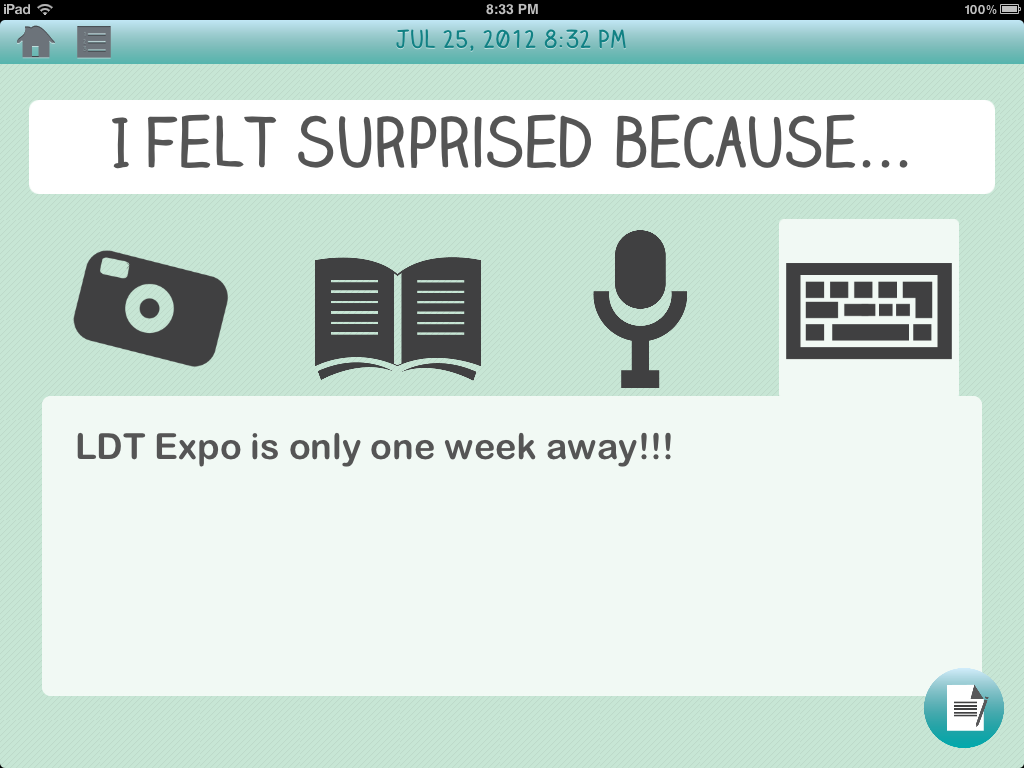 iPad 8:33 PM 100%
JUL 25, 2012 8:32 PM
I FELT SURPRISED BECAUSE...
LDT Expo is only one week away!!!